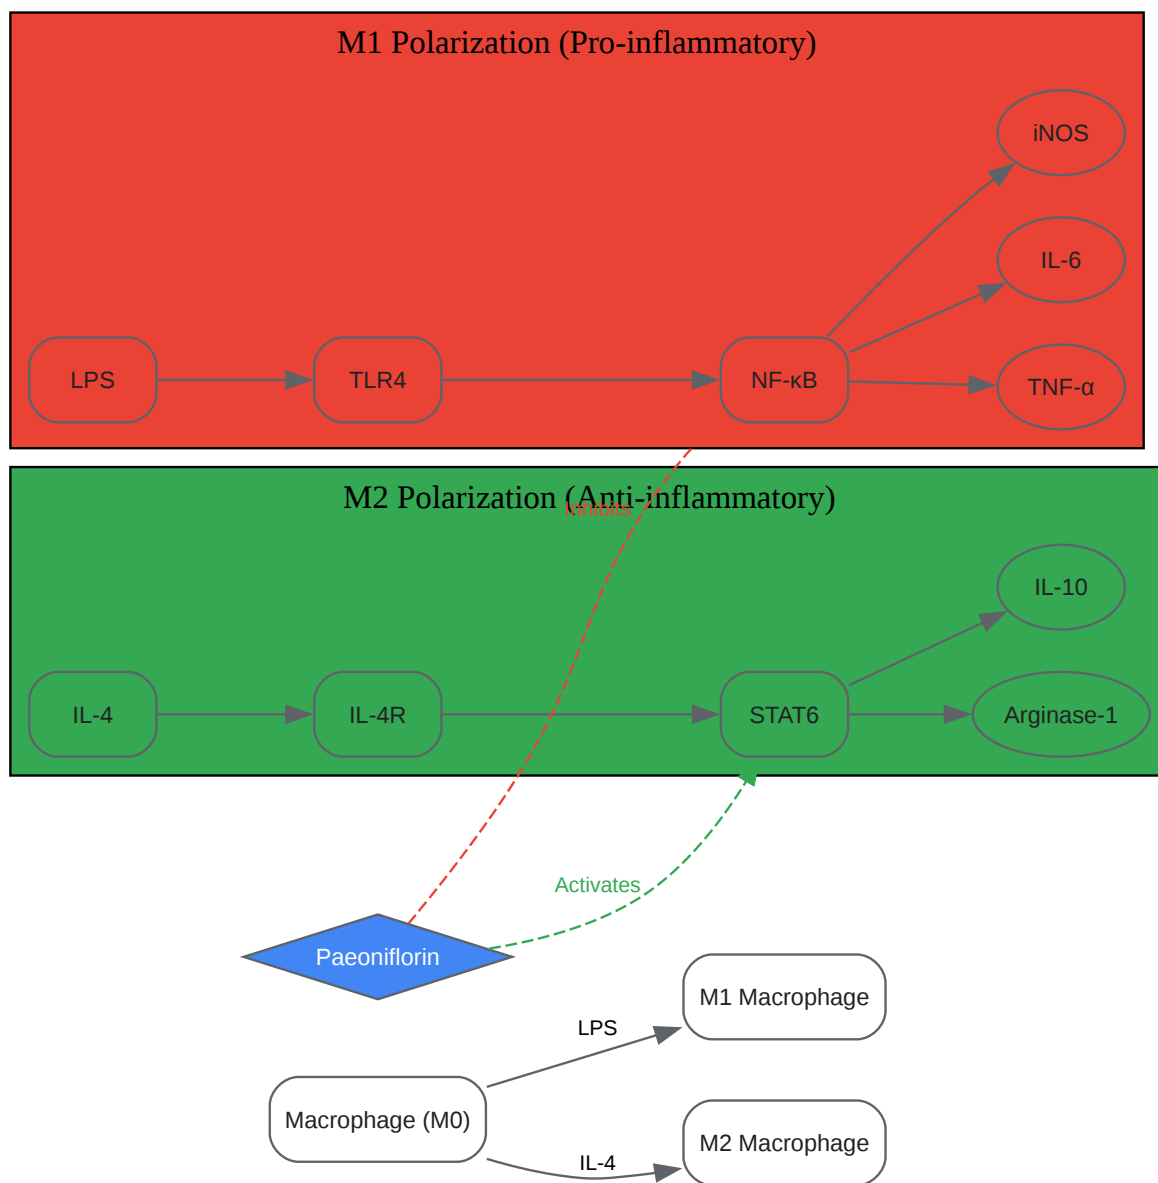 M1 Polarization (Pro-inflammatory)
iNOS
IL-6
LPS
TLR4
NF-κB
TNF-α
M2 Polarization (Anti-inflammatory)
Inhibits
IL-10
IL-4
IL-4R
STAT6
Arginase-1
Activates
Paeoniflorin
M1 Macrophage
LPS
Macrophage (M0)
M2 Macrophage
IL-4